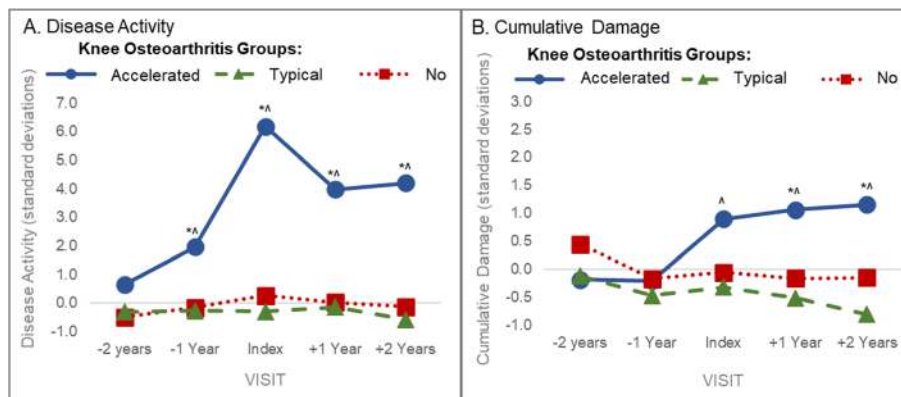 A. Disease Activity
Knee Osteoarthritis Groups:
Accelerated Typical No
7.0
6.0
5.0
4.0
3.0
2.0
1.0
0.0
-1.0
Disease Activity (standard deviations)
*^
*^
*^
*^
-2 years -1 Year Index +1 Year +2 Years
VISIT
B. Cumulative Damage
Knee Osteoarthritis Groups:
Accelerated Typical No
3.0
2.5
2.0
1.5
1.0
0.5
0.0
-0.5
-1.0
Cumulative Damage (standard deviations)
^
*^
*^
-2 years -1 Year Index +1 Year +2 Years
VISIT